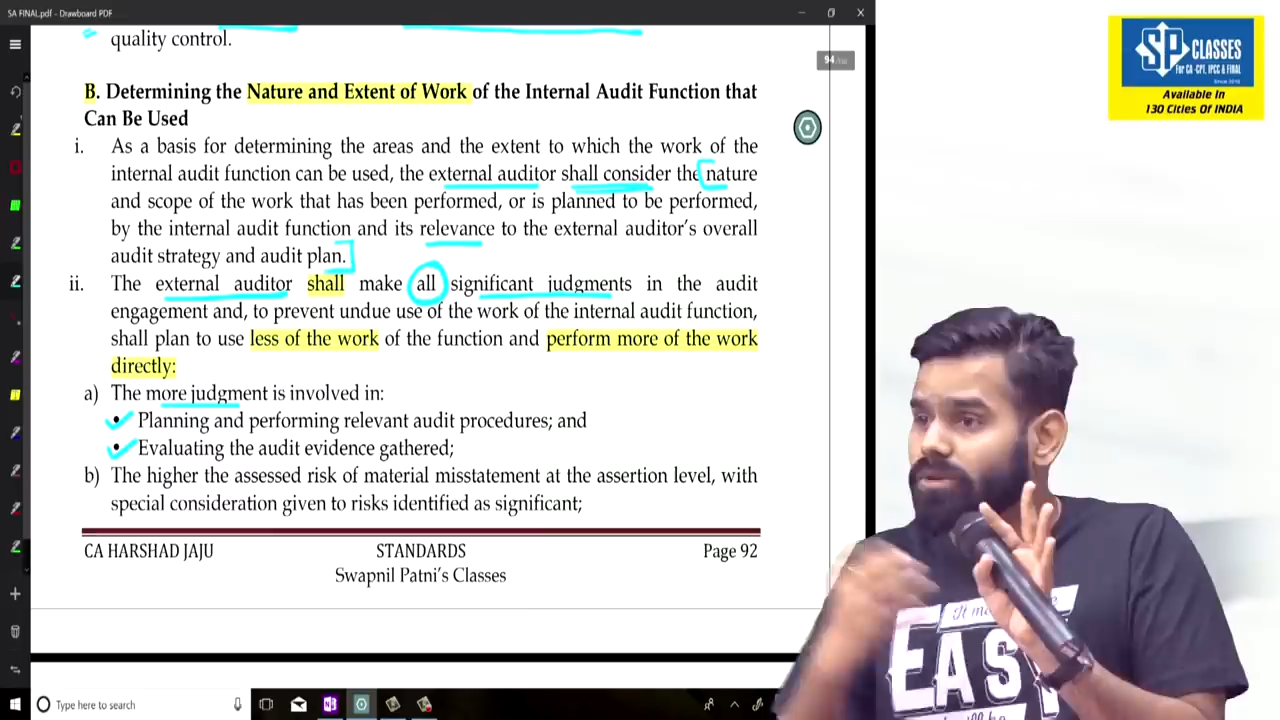 SA FINAL.pdf - Drawboard PDF
quality control.
94
B. Determining the Nature and Extent of Work of the Internal Audit Function that
Can Be Used
i. As a basis for determining the areas and the extent to which the work of the
internal audit function can be used, the external auditor shall consider the nature
and scope of the work that has been performed, or is planned to be performed,
by the internal audit function and its relevance to the external auditor's overall
audit strategy and audit plan.
ii. The external auditor shall make all significant judgments in the audit
engagement and, to prevent undue use of the work of the internal audit function,
shall plan to use less of the work of the function and perform more of the work
directly:
a) The more judgment is involved in:
• Planning and performing relevant audit procedures; and
• Evaluating the audit evidence gathered;
b) The higher the assessed risk of material misstatement at the assertion level, with
special consideration given to risks identified as significant;
CA HARSHAD JAJU STANDARDS Page 92
Swapnil Patni's Classes
Type here to search
SP CLASSES
For CA-CPT, IPCC & FINAL
Available In
130 Cities Of INDIA
EAS